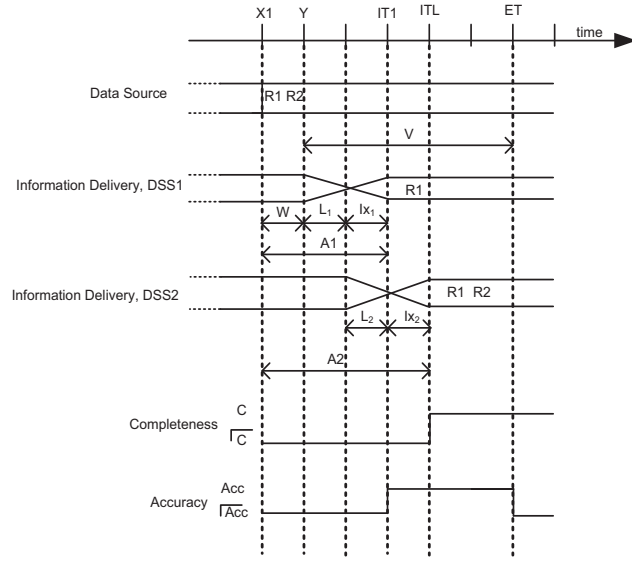 X1 Y IT1 ITL ET
time
Data Source
R1 R2
V
Information Delivery, DSS1
R1
W L₁ Ix₁
A1
Information Delivery, DSS2
R1 R2
L₂ Ix₂
A2
C
Completeness
C
Acc
Accuracy
Acc